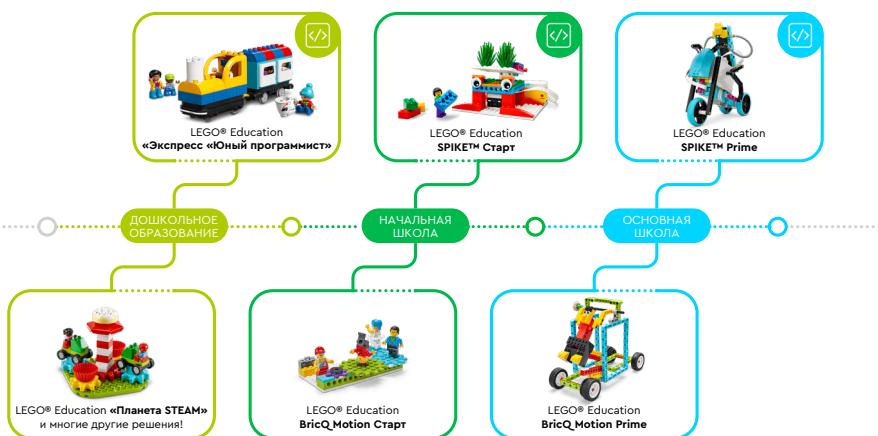 LEGO® Education
«Экспресс «Юный программист»
LEGO® Education
SPIKE™ Старт
LEGO® Education
SPIKE™ Prime
ДОШКОЛЬНОЕ
ОБРАЗОВАНИЕ
НАЧАЛЬНАЯ
ШКОЛА
ОСНОВНАЯ
ШКОЛА
LEGO® Education «Планета STEAM»
и многие другие решения!
LEGO® Education
BricQ Motion Старт
LEGO® Education
BricQ Motion Prime